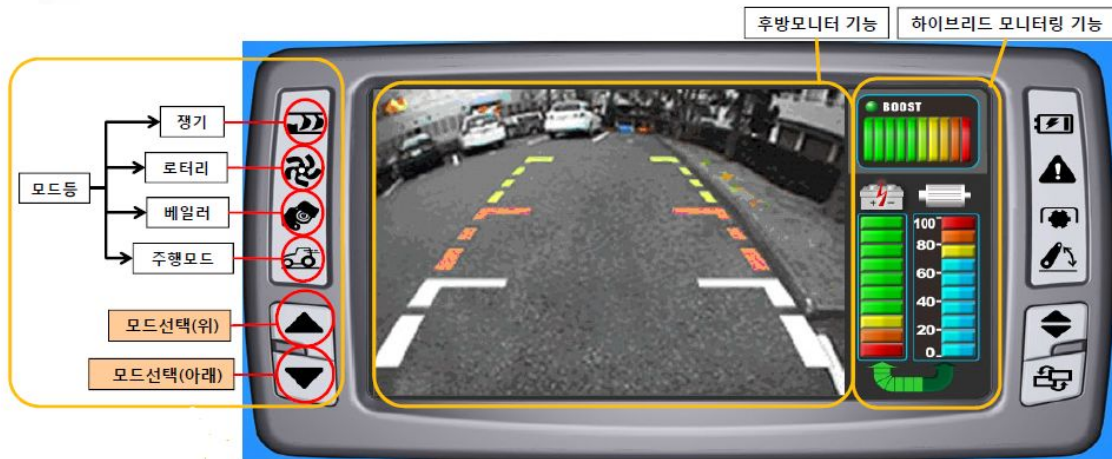 후방모니터 기능
하이브리드 모니터링 기능
쟁기
로터리
모드등
베일러
주행모드
모드선택(위)
모드선택(아래)
BOOST
+ -
100
80
60
40
20
0